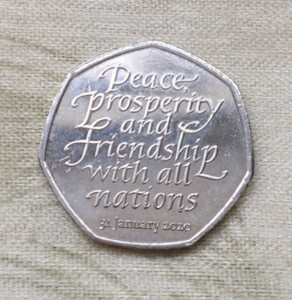 Peace,
prosperity
and
friendship
with all
nations
31 January 2020